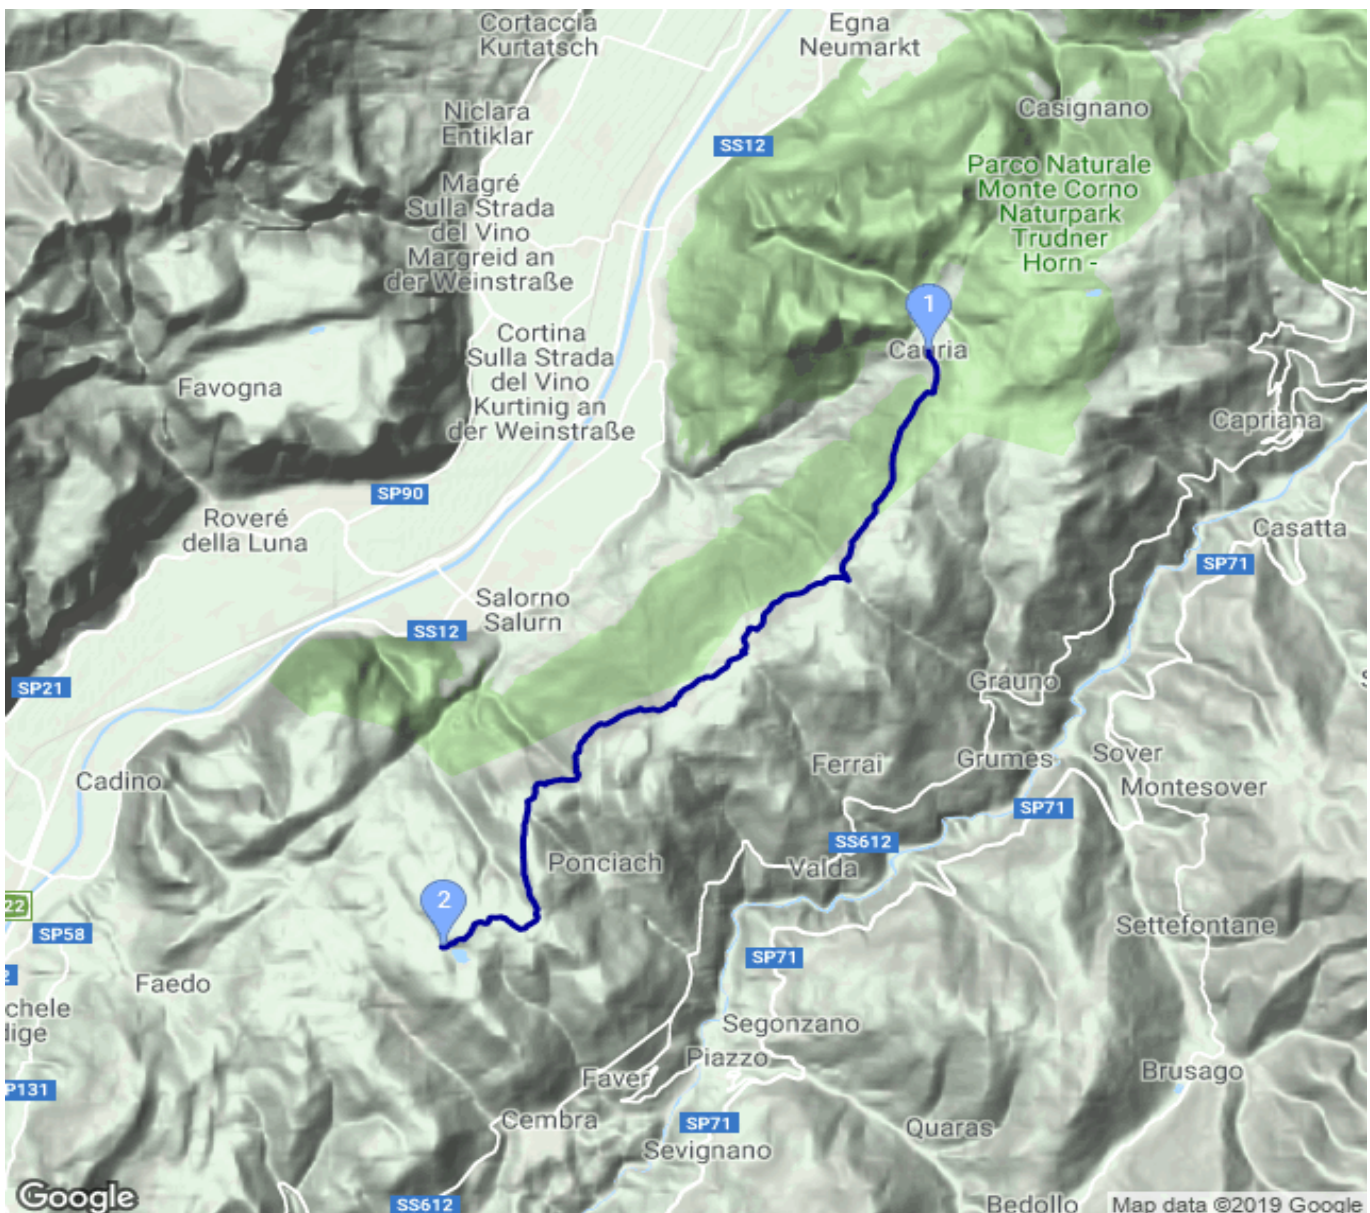 Cortaccia
Kurtatsch
Egna
Neumarkt
Niclara
Entiklar
SS12
Casignano
Parco Naturale
Monte Corno
Naturpark
Trudner
Horn -
Magré
Sulla Strada
del Vino
Margreid an
der Weinstraße
1
Cauria
Cortina
Sulla Strada
del Vino
Kurtinig an
der Weinstraße
Favogna
Capriana
SP90
Roveré
della Luna
Casatta
SP71
Salorno
Salurn
SS12
SP21
Grauno
Cadino
Ferrai
Grumes
Sover
Montesover
SP71
SS612
Ponciach
Valda
2
22
SP58
Settefontane
SP71
Faedo
chele
dige
Segonzano
Piazzo
Brusago
P131
Faver
Cembra
SP71
Quaras
Sevignano
SS612
Bedollo
Google
Map data ©2019 Google